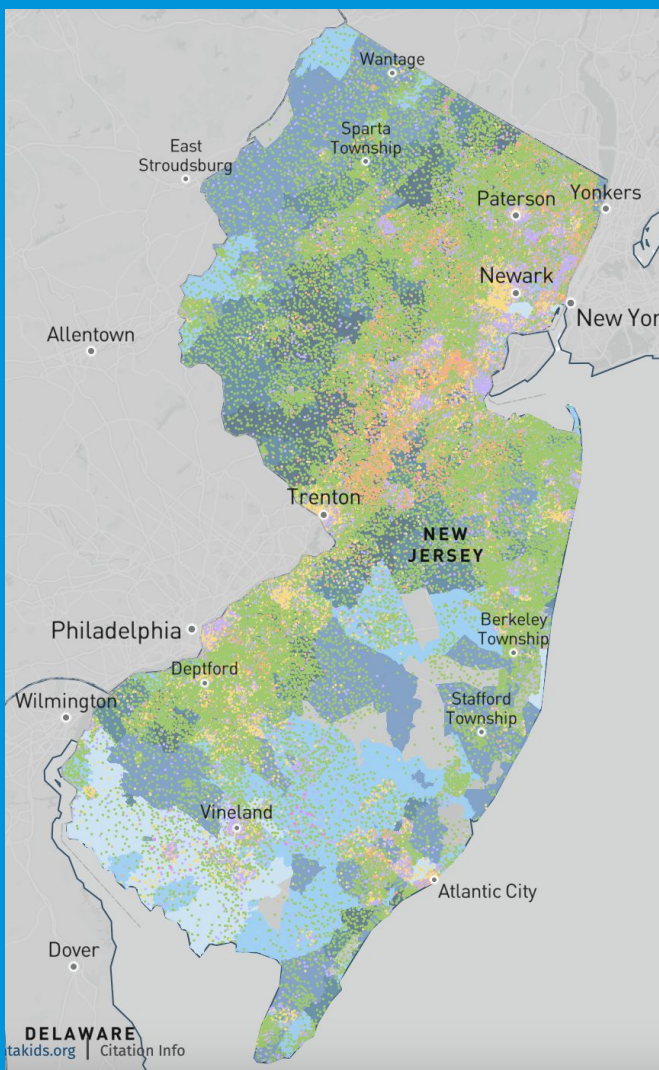 Wantage
Sparta
Township
East
Stroudsburg
Paterson
Yonkers
Newark
New Yor
Allentown
Trenton
NEW
JERSEY
Philadelphia
Berkeley
Township
Deptford
Wilmington
Stafford
Township
Vineland
Atlantic City
Dover
DELAWARE
takids.org | Citation Info